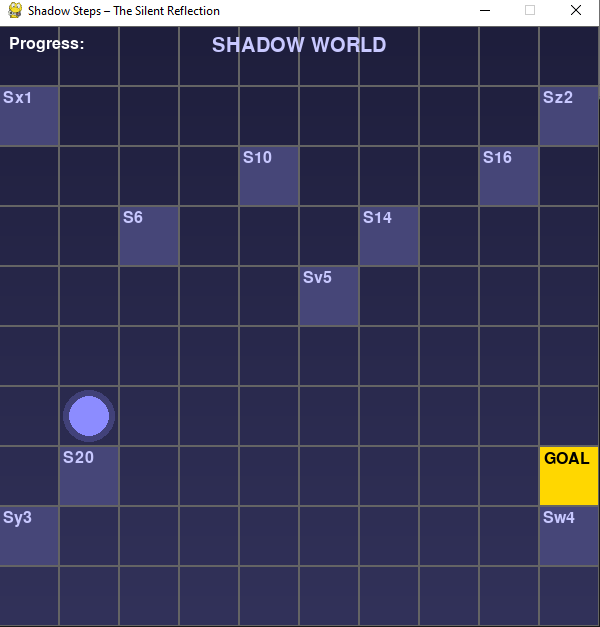 Shadow Steps – The Silent Reflection
Progress:
SHADOW WORLD
Sx1
Sz2
S10
S16
S6
S14
Sv5
S20
GOAL
Sy3
Sw4